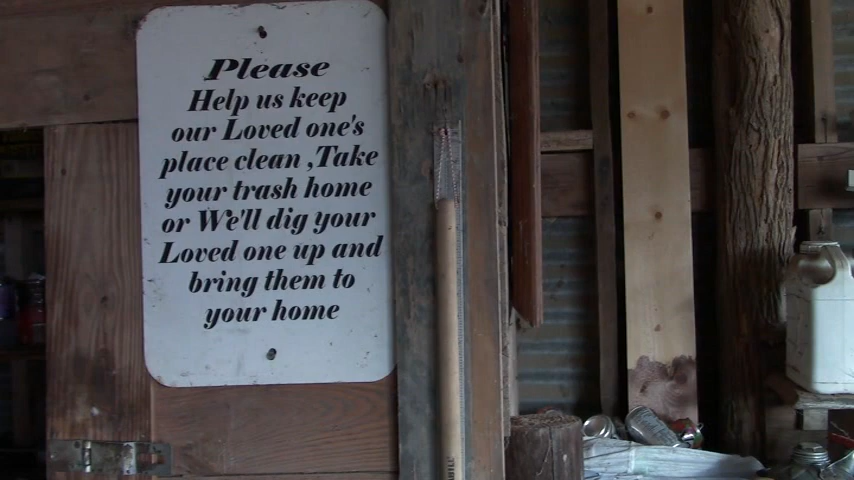 Please
Help us keep
our Loved one's
place clean ,Take
your trash home
or We'll dig your
Loved one up and
bring them to
your home